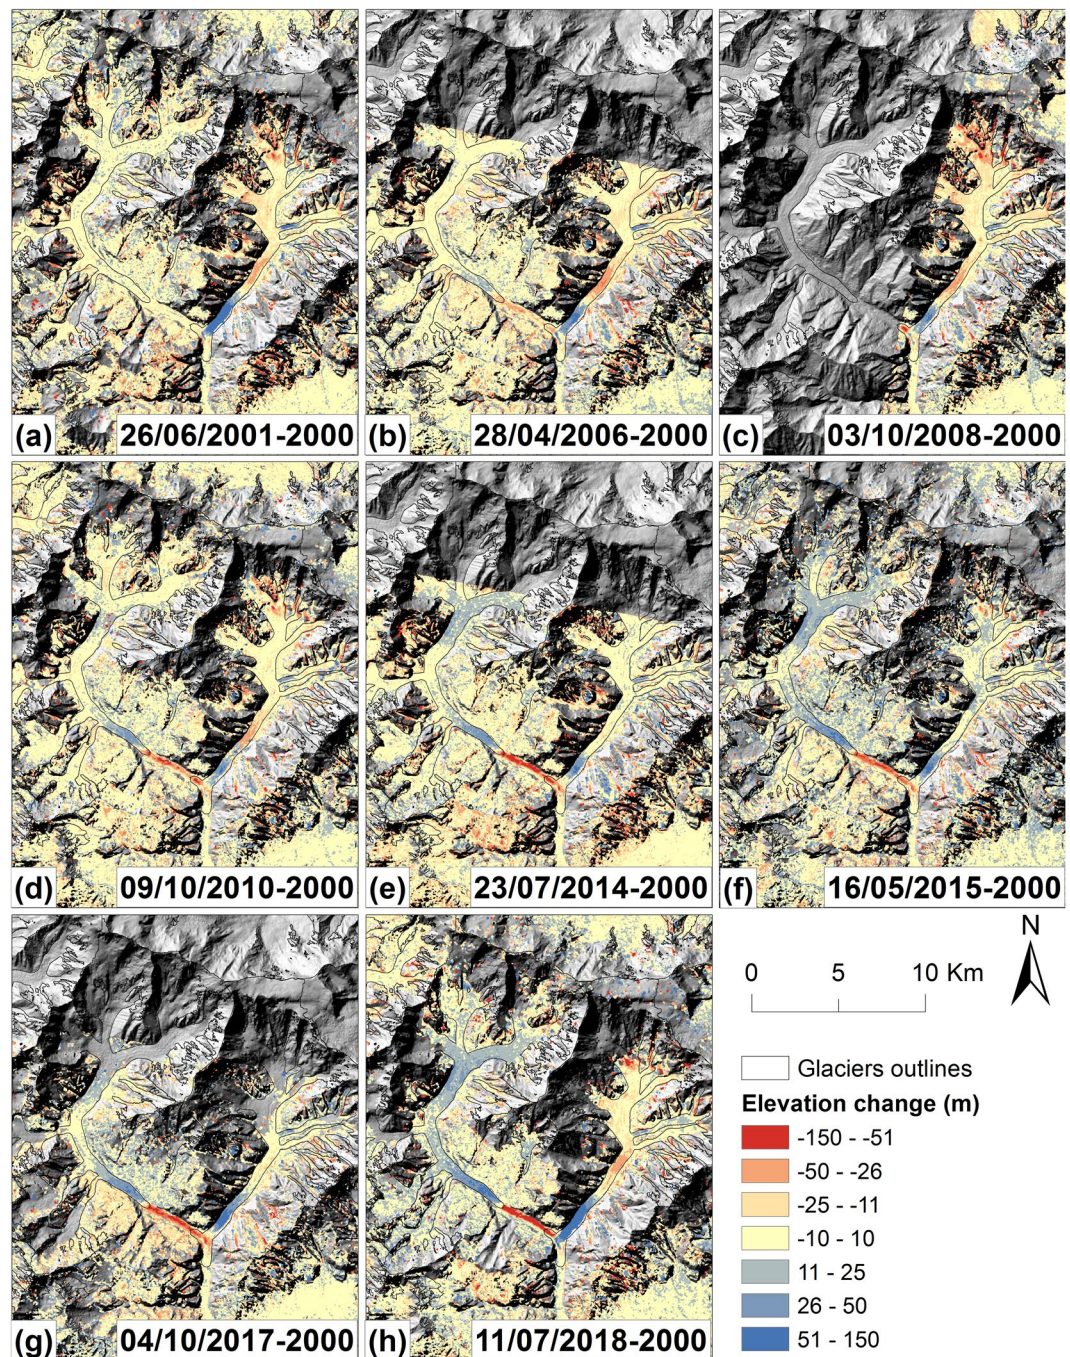 (a) 26/06/2001-2000
(b) 28/04/2006-2000
(c) 03/10/2008-2000
(d) 09/10/2010-2000
(e) 23/07/2014-2000
(f) 16/05/2015-2000
(g) 04/10/2017-2000
(h) 11/07/2018-2000
N
0 5 10 Km
Glaciers outlines
Elevation change (m)
-150 - -51
-50 - -26
-25 - -11
-10 - 10
11 - 25
26 - 50
51 - 150